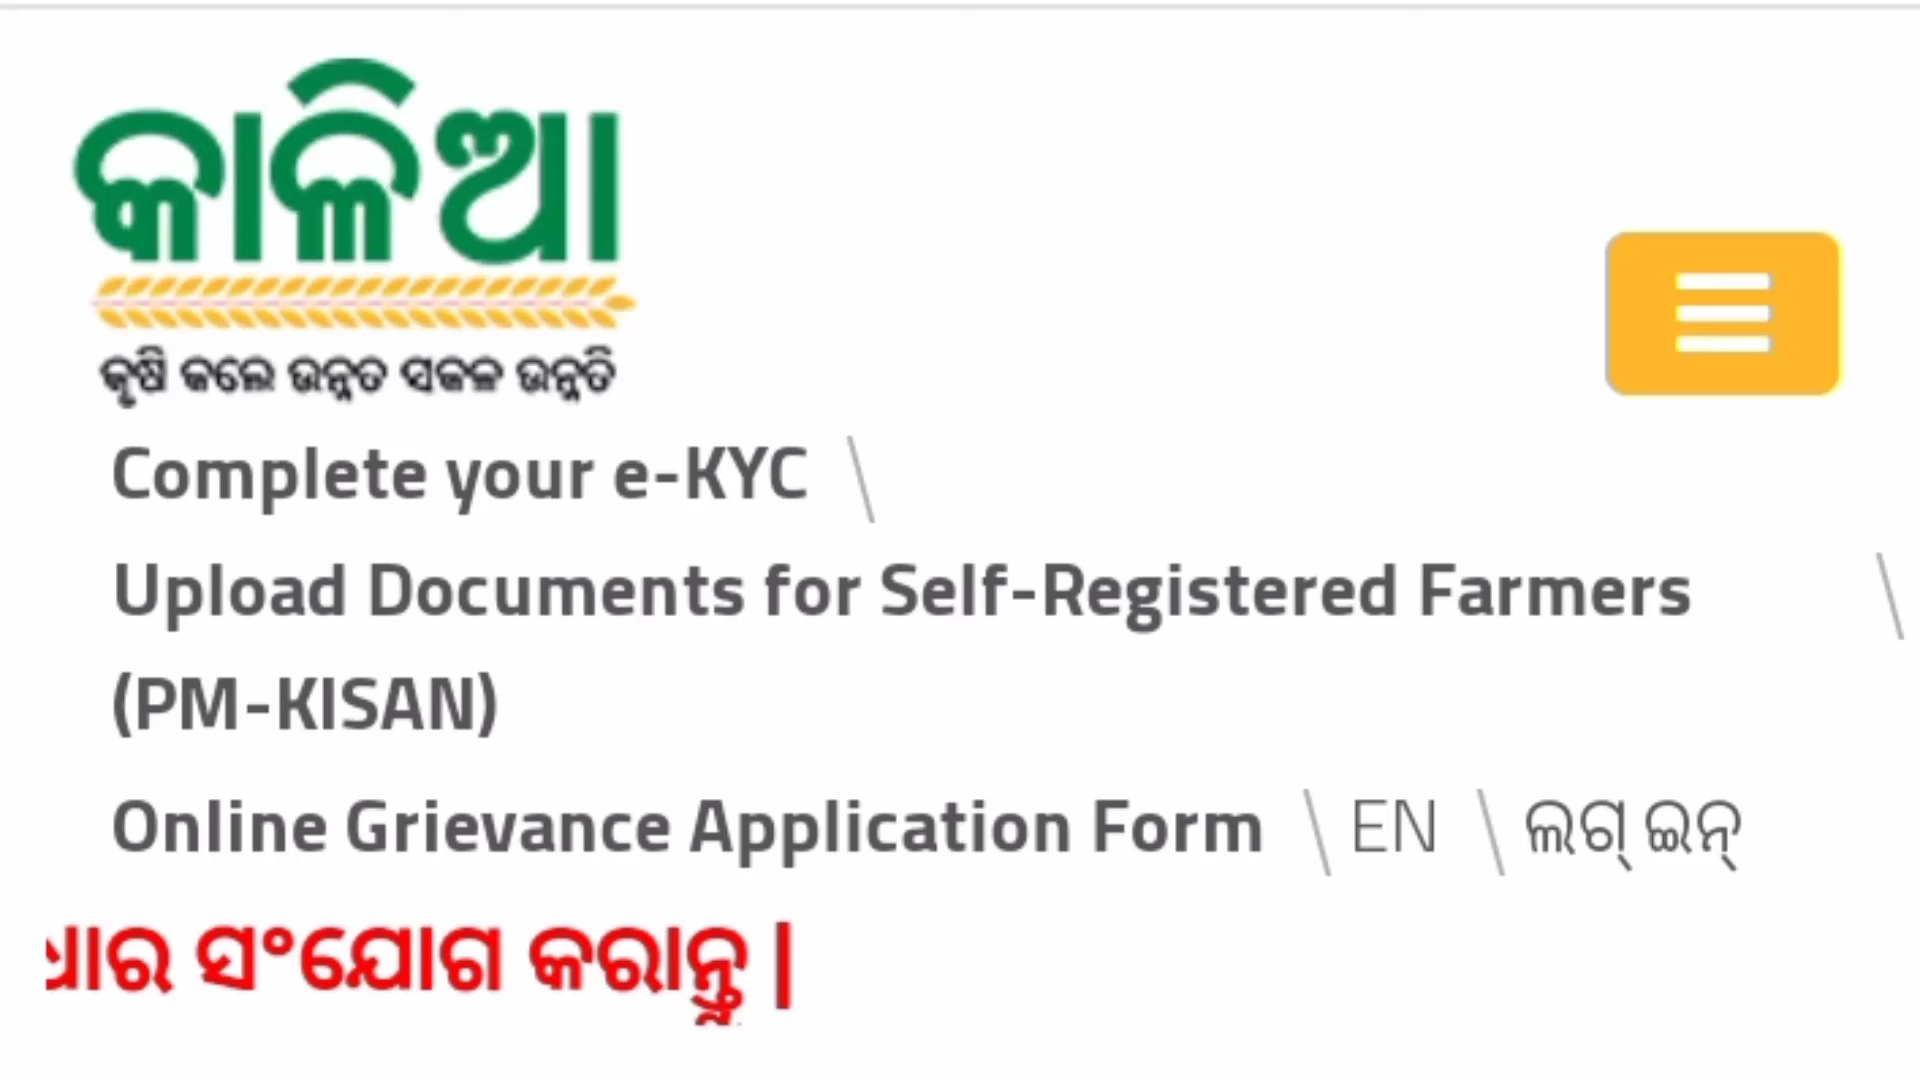 କାଳିଆ
କୃଷି କଲେ ଉନ୍ନତ ସକଳ ଉନ୍ନତି
Complete your e-KYC \
Upload Documents for Self-Registered Farmers \
(PM-KISAN)
Online Grievance Application Form \ EN \ ଲଗ୍ ଇନ୍
ସଂଯୋଗ କରାନ୍ତୁ |